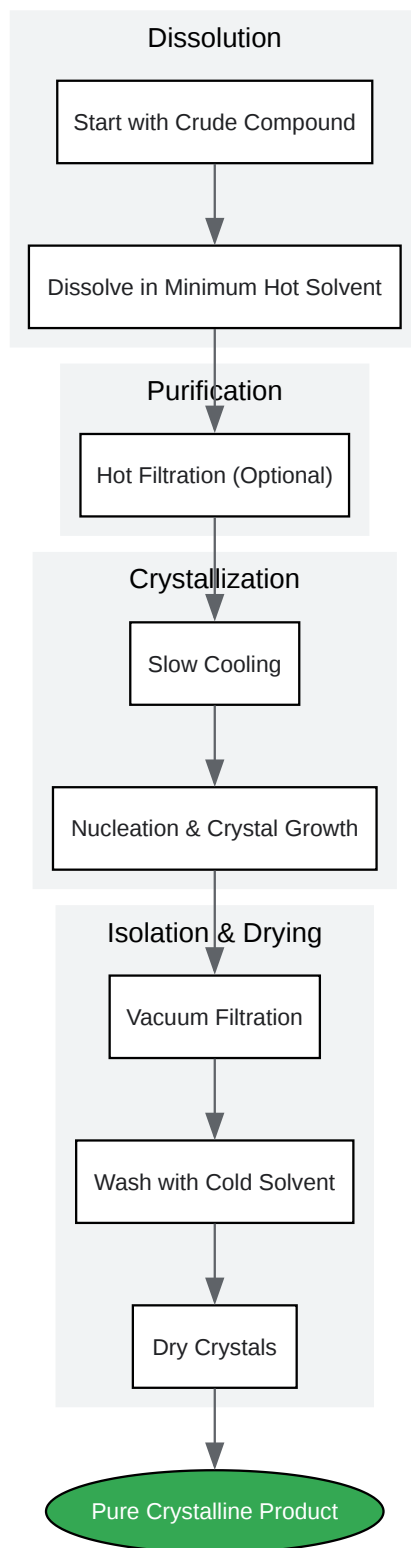 Dissolution
Start with Crude Compound
Dissolve in Minimum Hot Solvent
Purification
Hot Filtration (Optional)
Crystallization
Slow Cooling
Nucleation & Crystal Growth
Isolation & Drying
Vacuum Filtration
Wash with Cold Solvent
Dry Crystals
Pure Crystalline Product